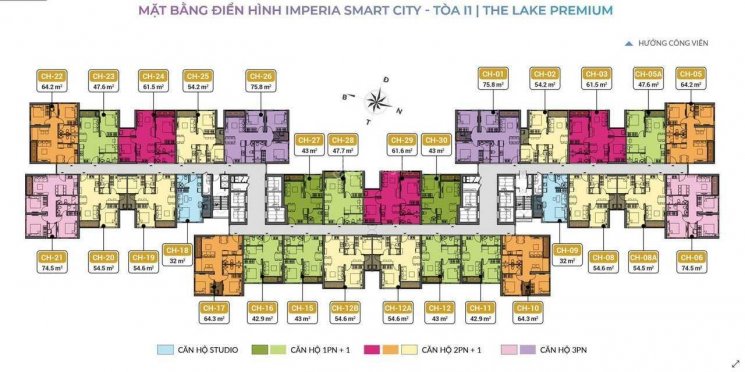 MẶT BẰNG ĐIỂN HÌNH IMPERIA SMART CITY - TÒA I1 | THE LAKE PREMIUM
HƯỚNG CÔNG VIÊN
CH-22
64.2 m²
CH-23
47.6 m²
CH-24
61.5 m²
CH-25
54.2 m²
CH-26
75.8 m²
CH-01
75.8 m²
CH-02
54.2 m²
CH-03
61.5 m²
CH-05A
47.6 m²
CH-05
64.2 m²
Đ
B
N
T
CH-27
43 m²
CH-28
47.7 m²
CH-29
61.6 m²
CH-30
43 m²
CH-21
74.5 m²
CH-20
54.5 m²
CH-19
54.6 m²
CH-18
32 m²
CH-09
32 m²
CH-08
54.6 m²
CH-08A
54.5 m²
CH-06
74.5 m²
CH-17
64.3 m²
CH-16
42.9 m²
CH-15
43 m²
CH-12B
54.6 m²
CH-12A
54.6 m²
CH-12
43 m²
CH-11
42.9 m²
CH-10
64.3 m²
CĂN HỘ STUDIO
CĂN HỘ 1PN + 1
CĂN HỘ 2PN + 1
CĂN HỘ 3PN